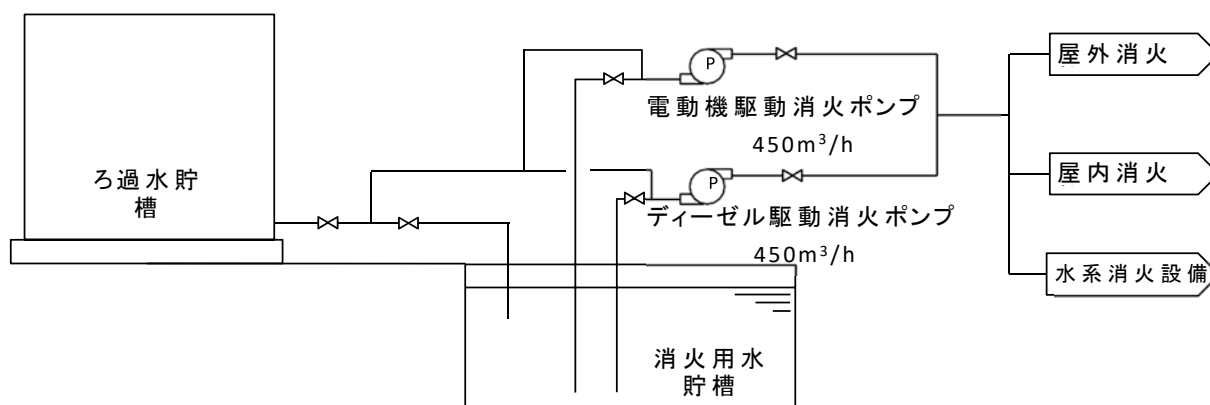 ろ過水貯
槽
P
電動機駆動消火ポンプ
450m³/h
P
ディーゼル駆動消火ポンプ
450m³/h
消火用水
貯槽
屋外消火
屋内消火
水系消火設備